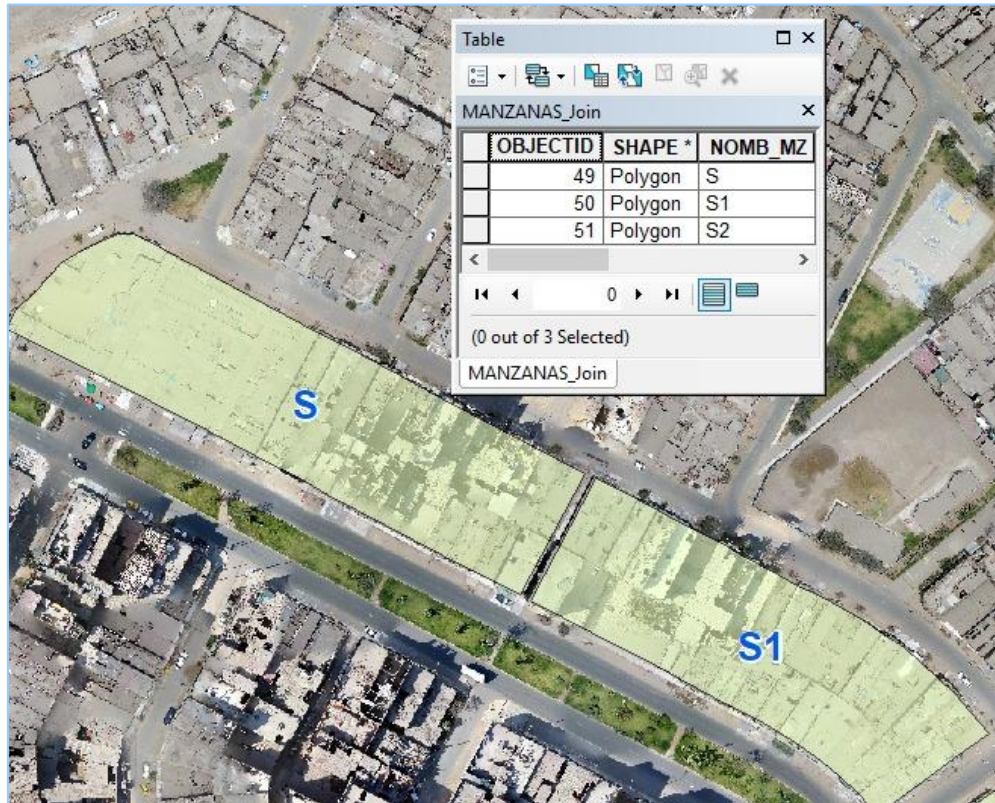 Table
MANZANAS_Join
OBJECTID SHAPE * NOMB_MZ
49 Polygon S
50 Polygon S1
51 Polygon S2
0
(0 out of 3 Selected)
MANZANAS_Join
S
S1